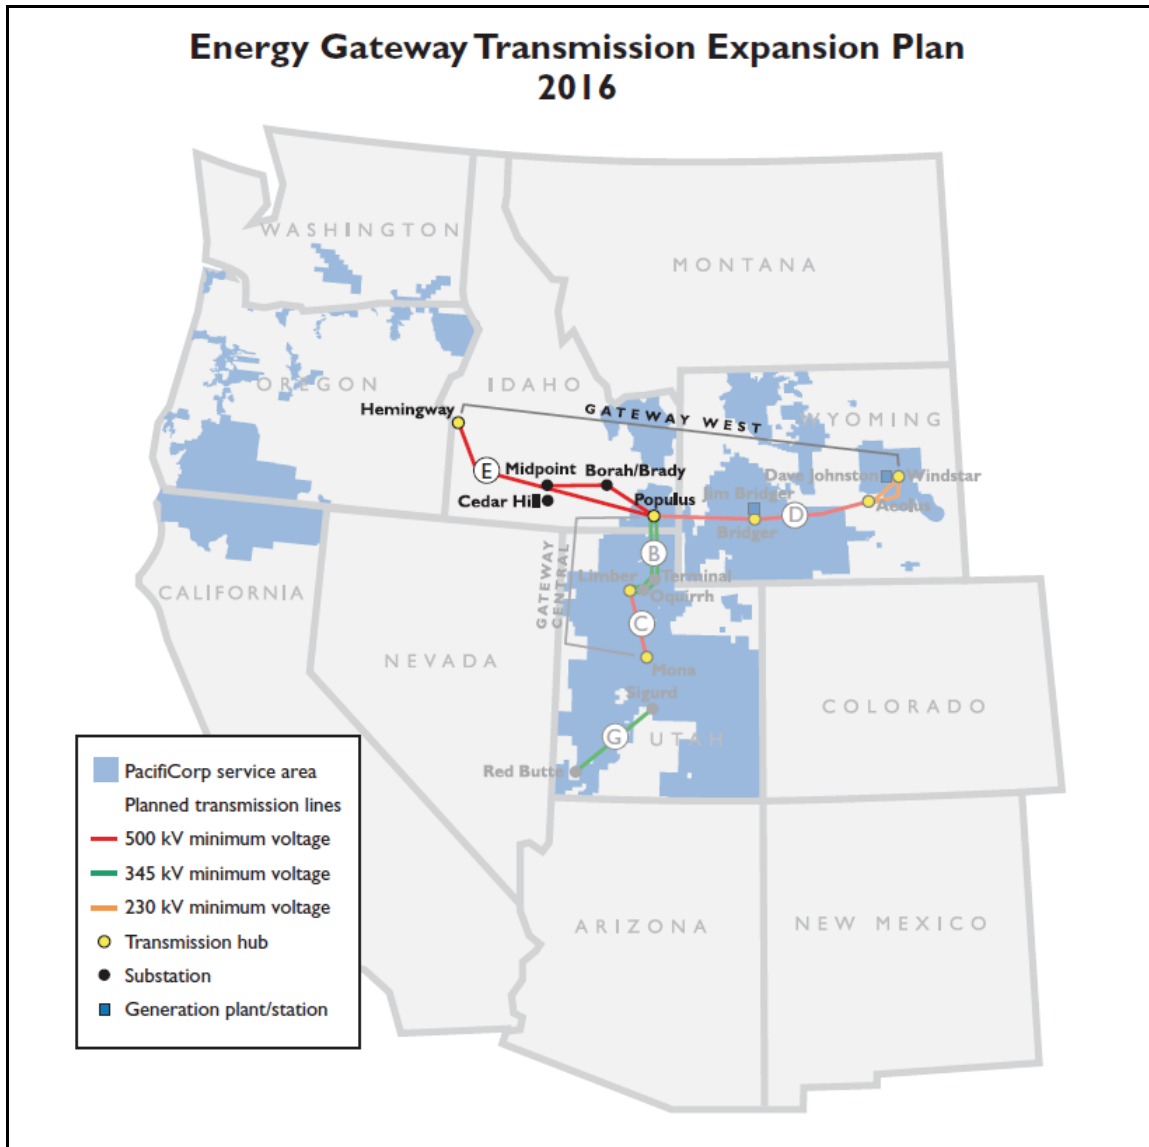 Energy Gateway Transmission Expansion Plan
2016
WASHINGTON
MONTANA
OREGON
IDAHO
WYOMING
Hemingway
GATEWAY WEST
E
Midpoint
Borah/Brady
Cedar Hill
Populus
Dave Johnston
Windstar
Jim Bridger
Bridger
D
Aeolus
B
GATEWAY
CENTRAL
Limber
Terminal
Oquirrh
C
CALIFORNIA
NEVADA
Mona
Sigurd
G
UTAH
COLORADO
Red Butte
ARIZONA
NEW MEXICO
PacifiCorp service area
Planned transmission lines
500 kV minimum voltage
345 kV minimum voltage
230 kV minimum voltage
Transmission hub
Substation
Generation plant/station